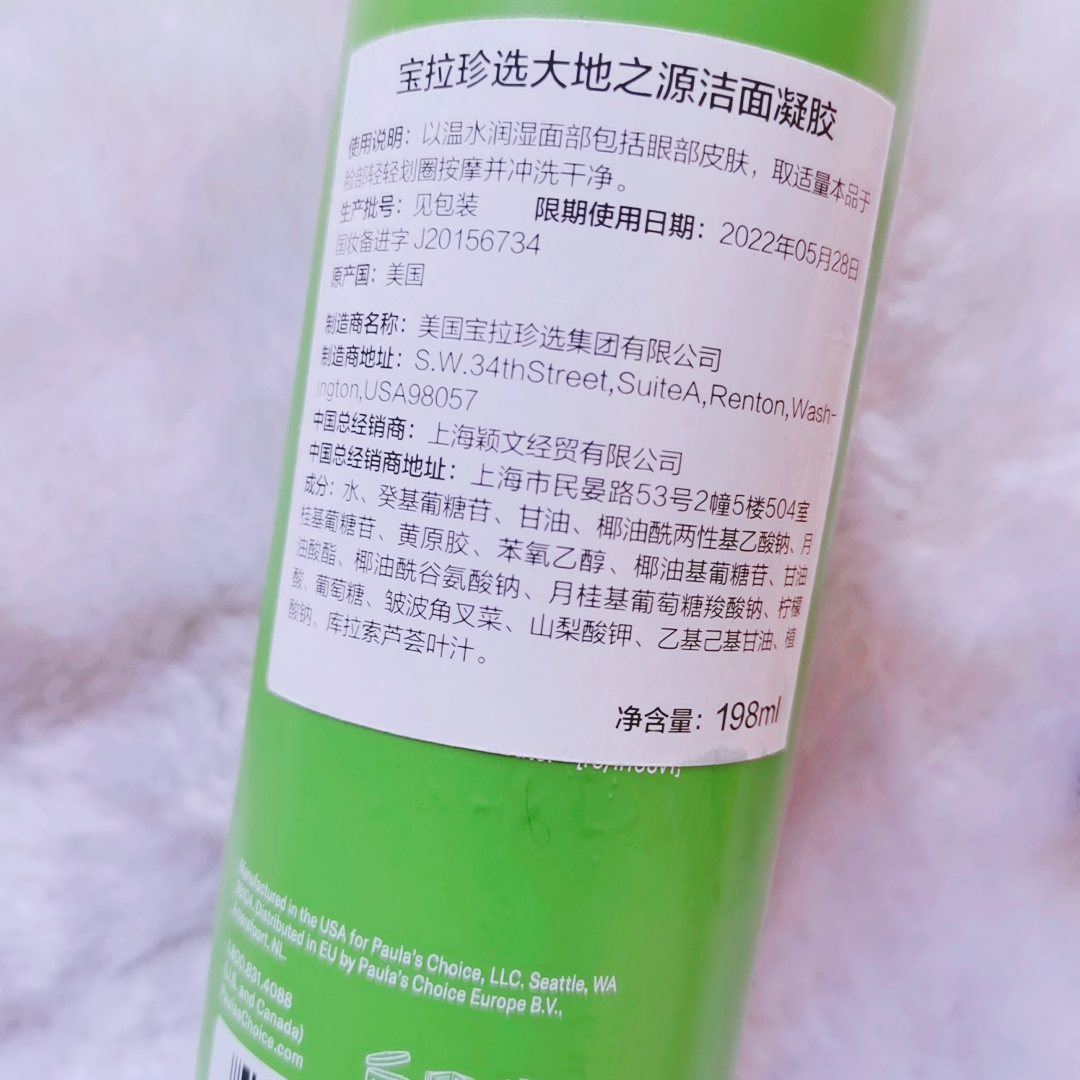 宝拉珍选大地之源洁面凝胶
使用说明：以温水润湿面部包括眼部皮肤，取适量本品于
脸部轻轻划圈按摩并冲洗干净。
生产批号：见包装 限期使用日期：2022年05月28日
国妆备进字J20156734
原产国：美国
制造商名称：美国宝拉珍选集团有限公司
制造商地址：S.W.34thStreet,SuiteA,Renton,Wash-
ington,USA98057
中国总经销商：上海颖文经贸有限公司
中国总经销商地址：上海市民晏路53号2幢5楼504室
成分：水、癸基葡糖苷、甘油、椰油酰两性基乙酸钠、月
桂基葡糖苷、黄原胶、苯氧乙醇、椰油基葡糖苷、甘油
油酸酯、椰油酰谷氨酸钠、月桂基葡萄糖羧酸钠、柠檬
酸、葡萄糖、皱波角叉菜、山梨酸钾、乙基己基甘油、植
酸钠、库拉索芦荟叶汁。
净含量：198ml
Manufactured in the USA for Paula's Choice, LLC. Seattle, WA
98104. Distributed in EU by Paula's Choice Europe B.V.,
Amersfoort, NL.
1.800.831.4088
(U.S. and Canada)
PaulasChoice.com